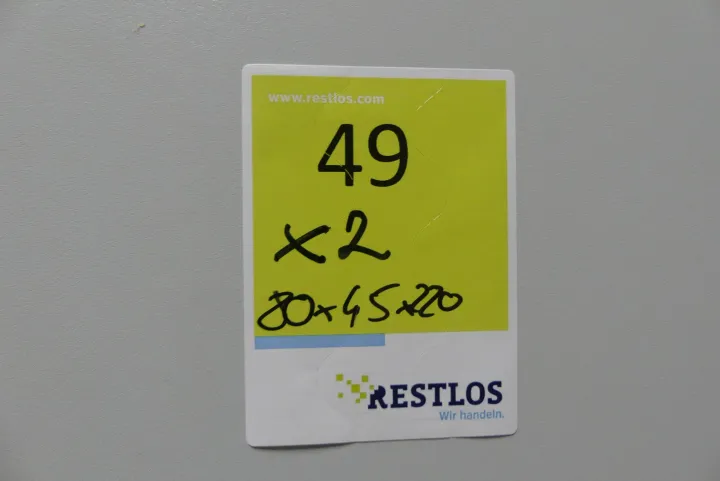 www.restlos.com
49
x2
80x45x220
RESTLOS
Wir handeln.